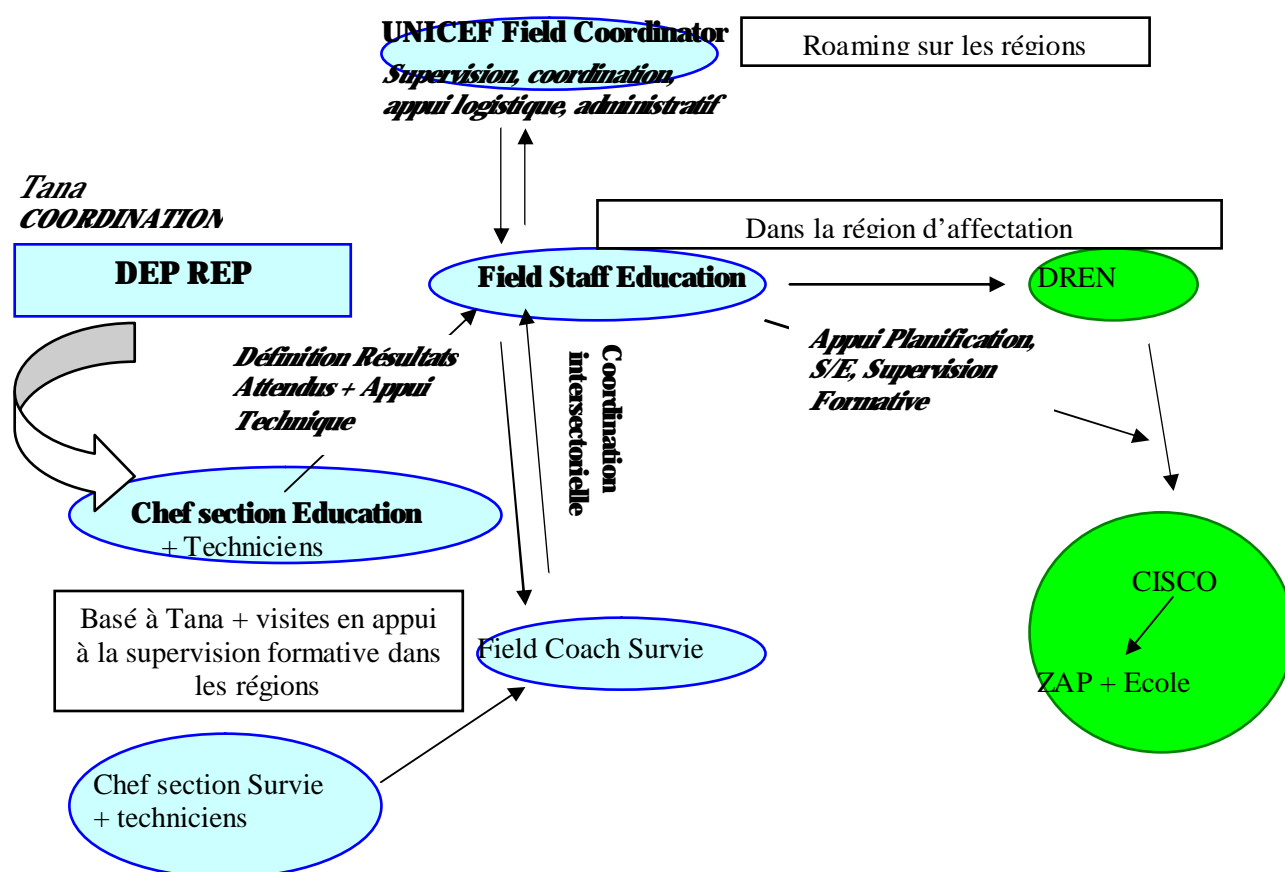 UNICEF Field Coordinator
Supervision, coordination,
appui logistique, administratif
Roaming sur les régions
Tana
COORDINATION
DEP REP
Dans la région d’affectation
Field Staff Education
DREN
Définition Résultats
Attendus + Appui
Technique
Coordination
intersectorielle
Appui Planification,
S/E, Supervision
Formative
Chef section Education
+ Techniciens
CISCO
ZAP + Ecole
Basé à Tana + visites en appui
à la supervision formative dans
les régions
Field Coach Survie
Chef section Survie
+ techniciens